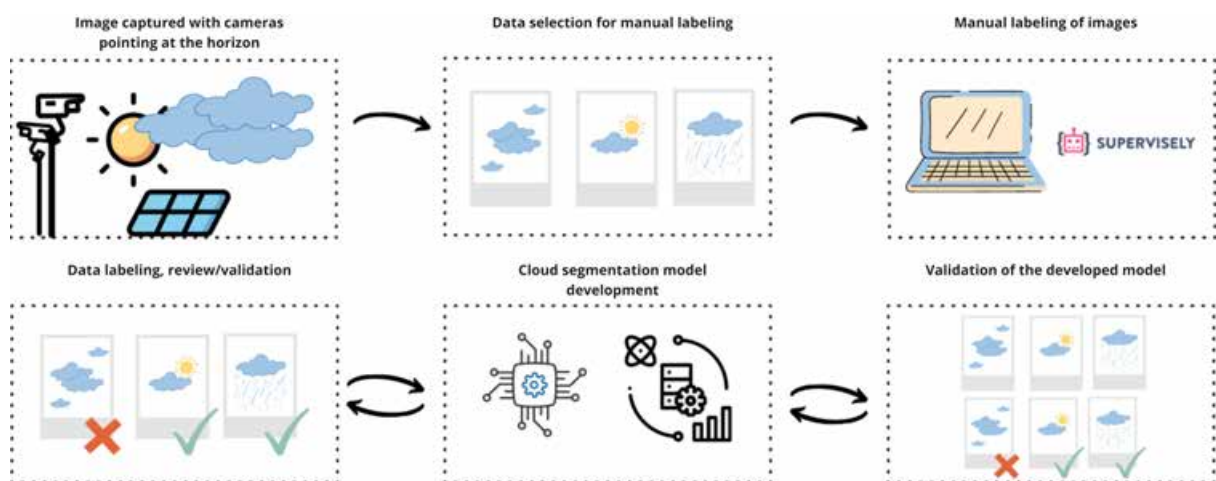 Image captured with cameras
pointing at the horizon
Data selection for manual labeling
Manual labeling of images
SUPERVISELY
Data labeling, review/validation
Cloud segmentation model
development
Validation of the developed model